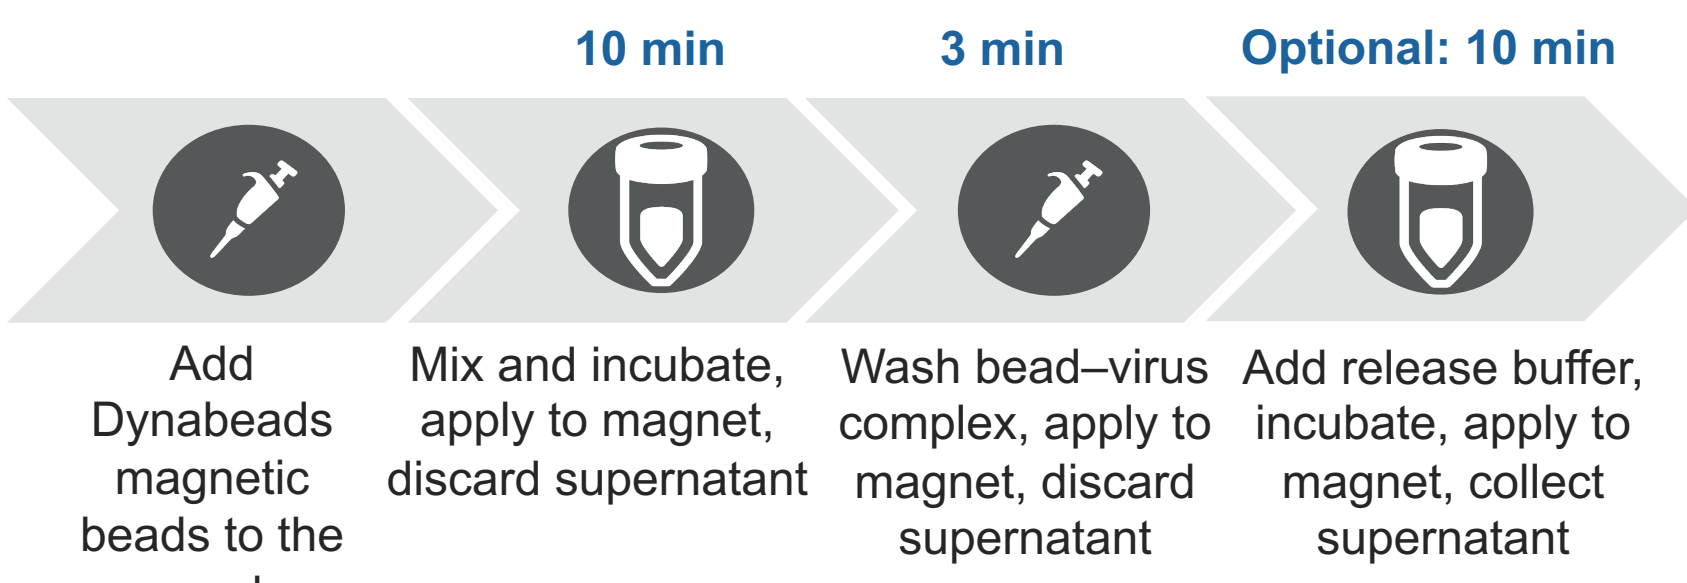 10 min
3 min
Optional: 10 min
Add
Dynabeads
magnetic
beads to the
Mix and incubate,
apply to magnet,
discard supernatant
Wash bead–virus
complex, apply to
magnet, discard
supernatant
Add release buffer,
incubate, apply to
magnet, collect
supernatant